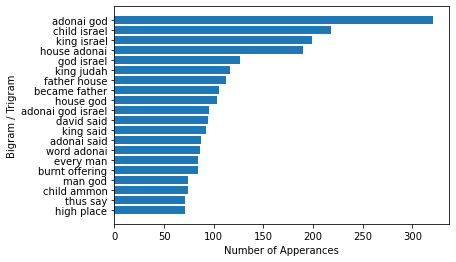 adonai god
child israel
king israel
house adonai
god israel
king judah
father house
became father
house god
adonai god israel
david said
king said
adonai said
word adonai
every man
burnt offering
man god
child ammon
thus say
high place
Bigram / Trigram
0 50 100 150 200 250 300
Number of Apperances